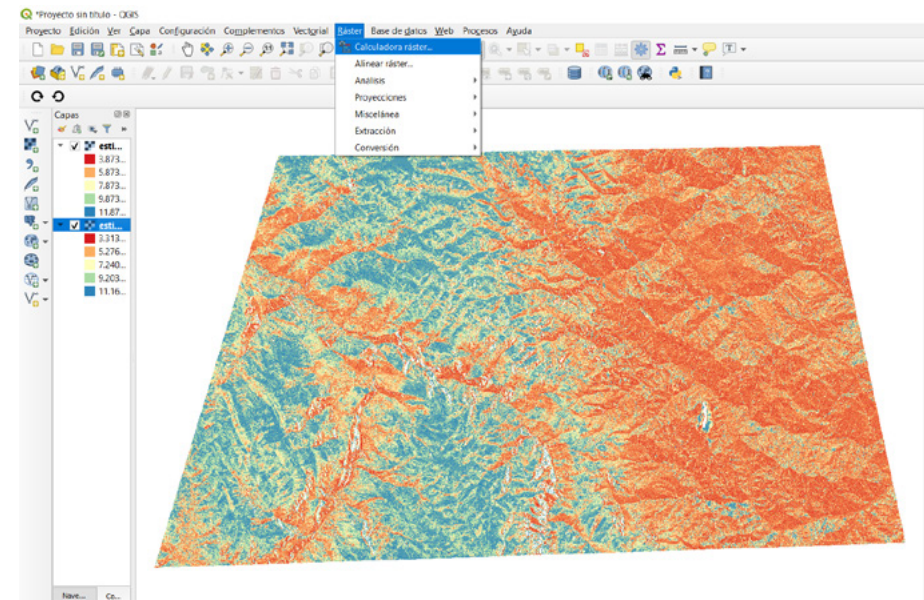 *Proyecto sin título - QGIS
Proyecto Edición Ver Capa Configuración Complementos Vectorial Ráster Base de datos Web Procesos Ayuda
Calculadora ráster...
Alinear ráster...
Análisis
Proyecciones
Miscelánea
Extracción
Conversión
Capas
esti...
3.873...
5.873...
7.873...
9.873...
11.87...
esti...
3.313...
5.276...
7.240...
9.203...
11.16...
Nave... Ca...